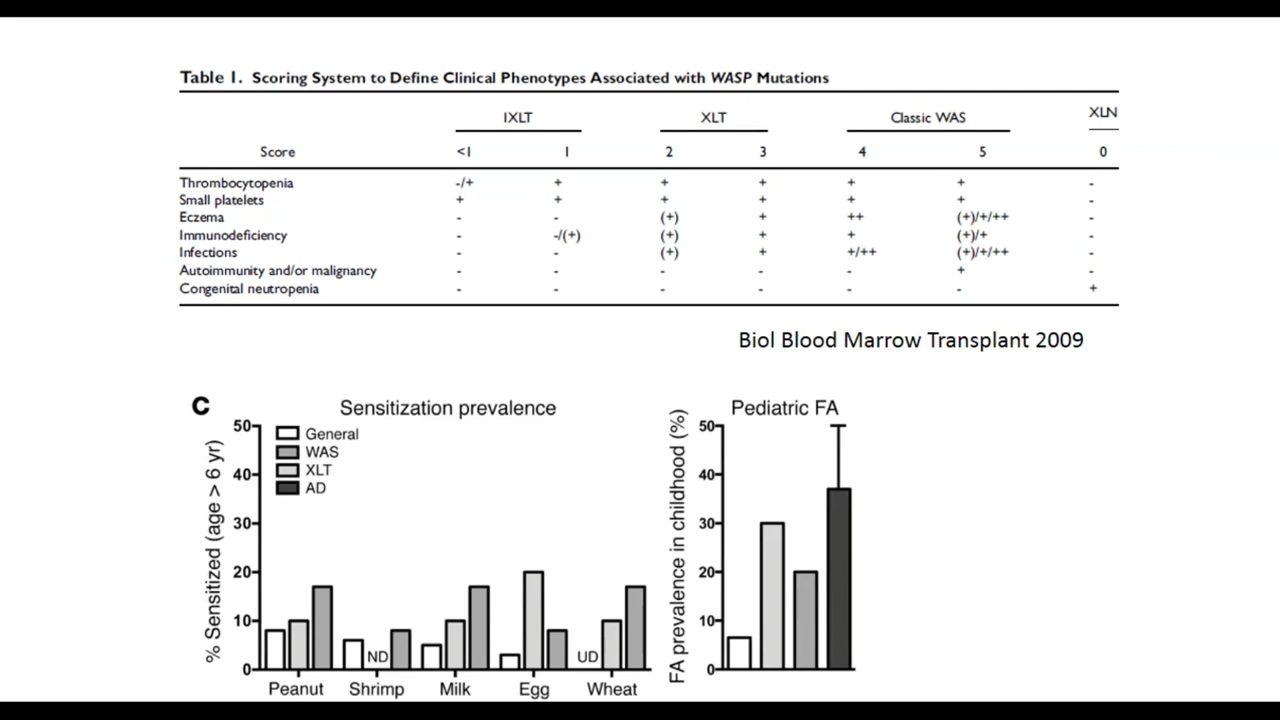 Table 1. Scoring System to Define Clinical Phenotypes Associated with WASP Mutations
IXLT XLT Classic WAS XLN
Score <1 1 2 3 4 5 0
Thrombocytopenia -/+ + + + + + -
Small platelets + + + + + + -
Eczema - - (+) + ++ (+)/+/++ -
Immunodeficiency - -/(+) (+) + + (+)/+ -
Infections - - (+) + +/++ (+)/+/++ -
Autoimmunity and/or malignancy - - - - - + -
Congenital neutropenia - - - - - - +
Biol Blood Marrow Transplant 2009
C
Sensitization prevalence
% Sensitized (age > 6 yr)
50
40
30
20
10
0
General
WAS
XLT
AD
ND
UD
Peanut Shrimp Milk Egg Wheat
Pediatric FA
FA prevalence in childhood (%)
50
40
30
20
10
0